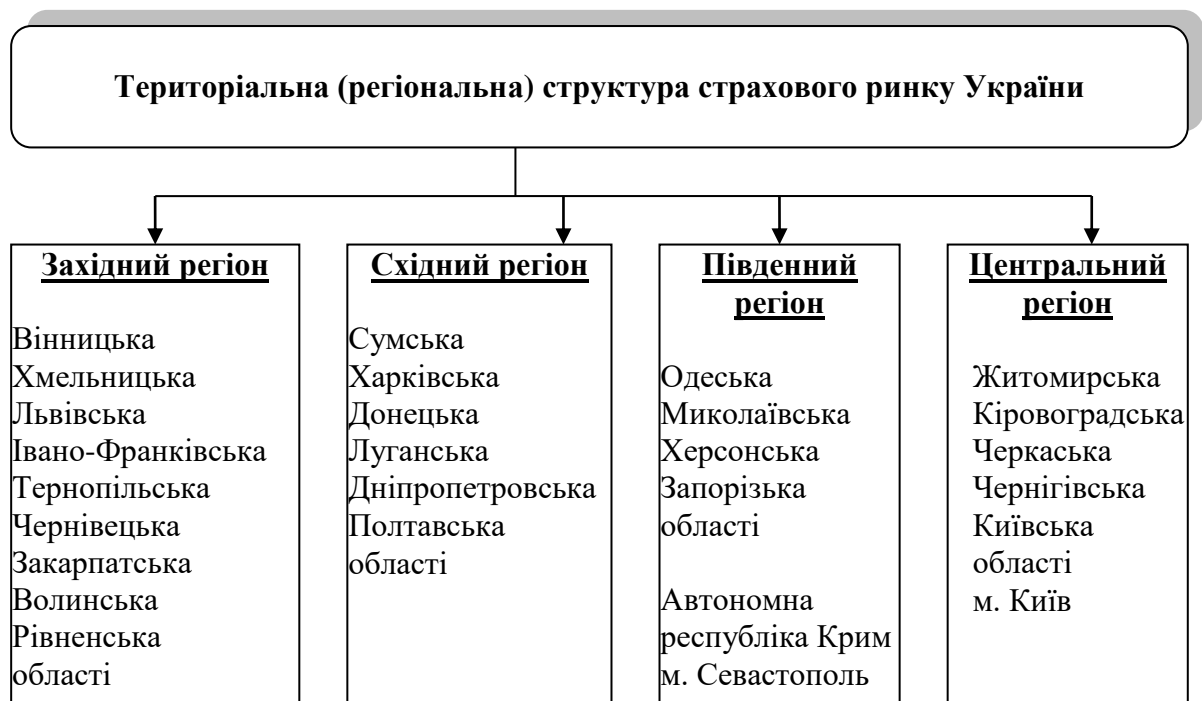 Територіальна (регіональна) структура страхового ринку України
Західний регіон
Вінницька
Хмельницька
Львівська
Івано-Франківська
Тернопільська
Чернівецька
Закарпатська
Волинська
Рівненська
області
Східний регіон
Сумська
Харківська
Донецька
Луганська
Дніпропетровська
Полтавська
області
Південний
регіон
Одеська
Миколаївська
Херсонська
Запорізька
області
Автономна
республіка Крим
м. Севастополь
Центральний
регіон
Житомирська
Кіровоградська
Черкаська
Чернігівська
Київська
області
м. Київ